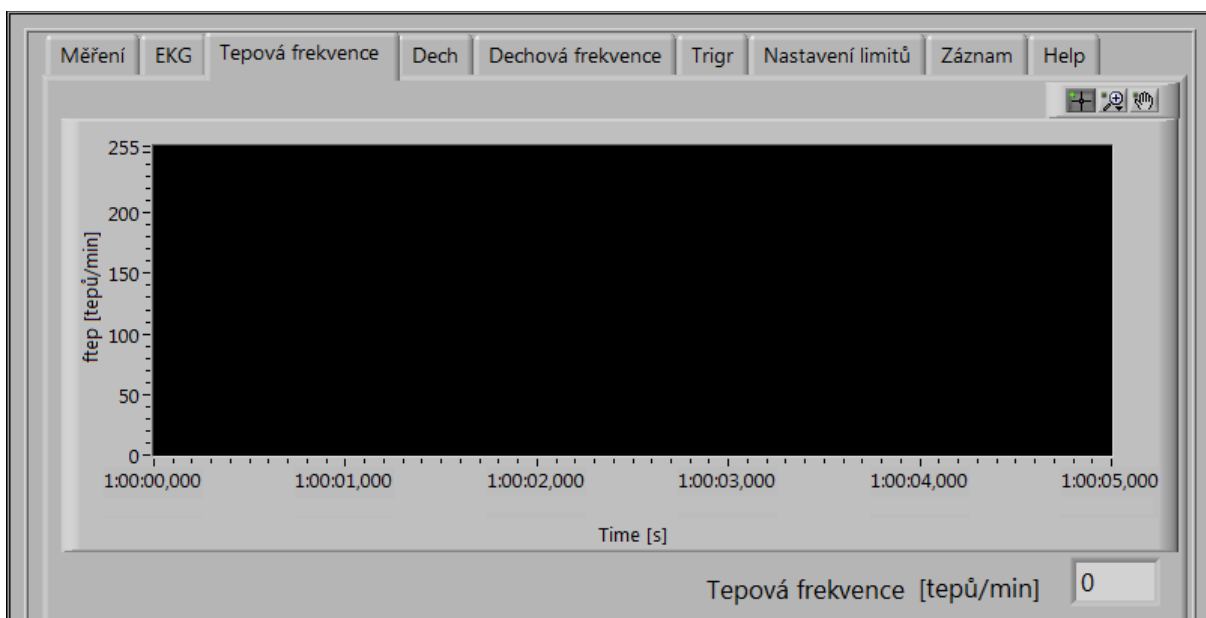 Měření EKG Tepová frekvence Dech Dechová frekvence Trigr Nastavení limitů Záznam Help
255
200
150
100
50
0
ftep [tepů/min]
1:00:00,000 1:00:01,000 1:00:02,000 1:00:03,000 1:00:04,000 1:00:05,000
Time [s]
Tepová frekvence [tepů/min] 0